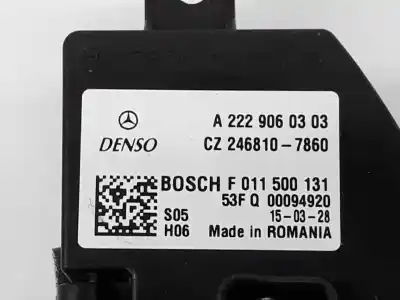 A 222 906 03 03
DENSO CZ 246810-7860
BOSCH F 011 500 131
53F Q 00094920
S05 15-03-28
H06 Made in ROMANIA